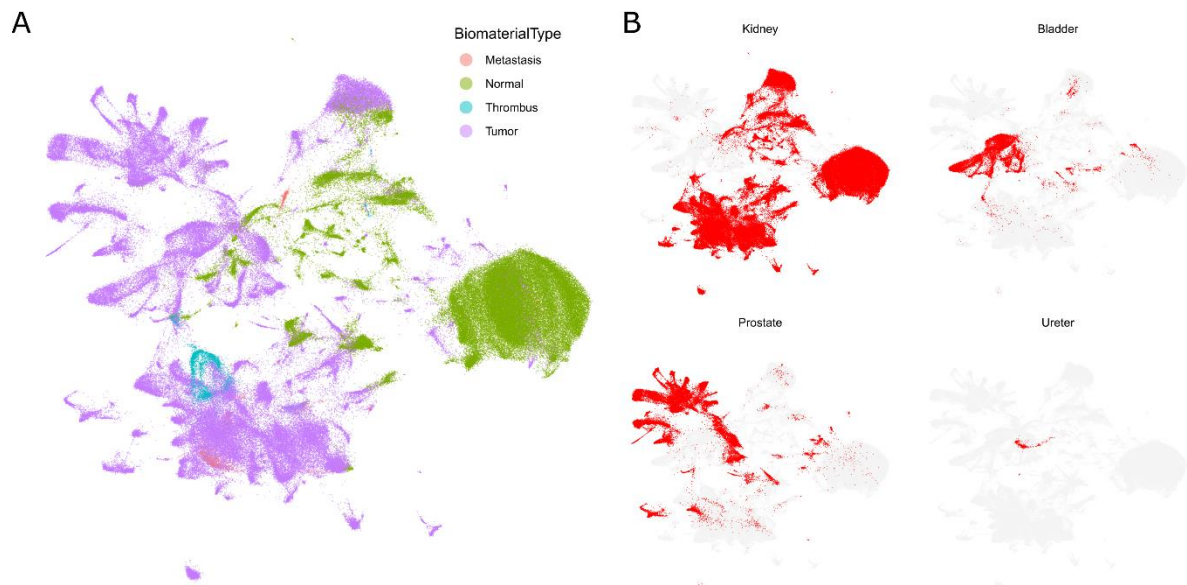 A
BiomaterialType
Metastasis
Normal
Thrombus
Tumor
B
Kidney
Bladder
Prostate
Ureter